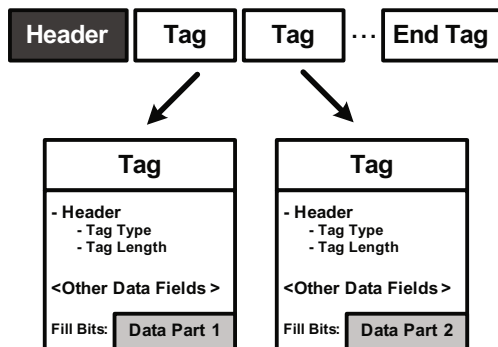 Header Tag Tag ... End Tag
Tag
- Header
- Tag Type
- Tag Length
<Other Data Fields >
Fill Bits: Data Part 1
Tag
- Header
- Tag Type
- Tag Length
<Other Data Fields >
Fill Bits: Data Part 2